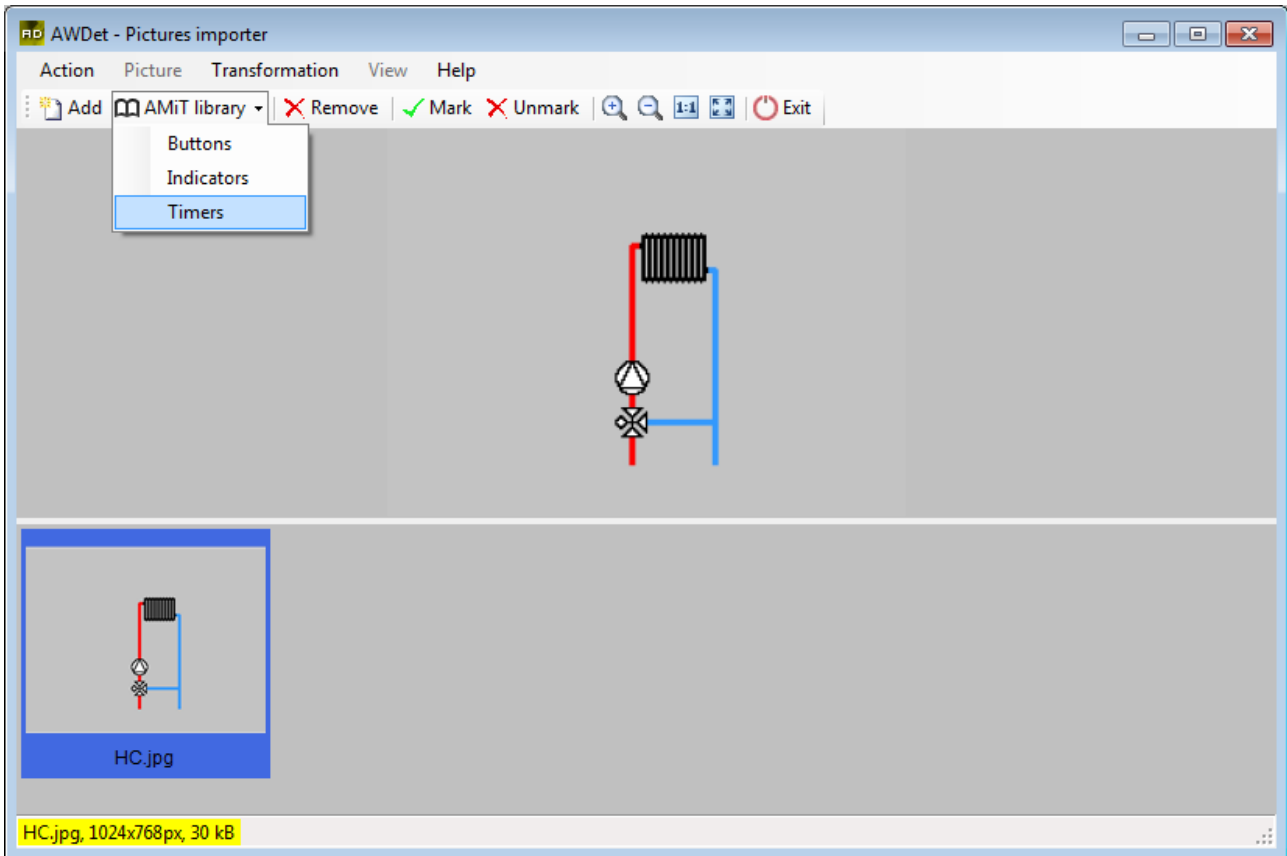 AD AWDet - Pictures importer
Action Picture Transformation View Help
Add AMiT library Remove Mark Unmark 1:1 Exit
Buttons
Indicators
Timers
HC.jpg
HC.jpg, 1024x768px, 30 kB